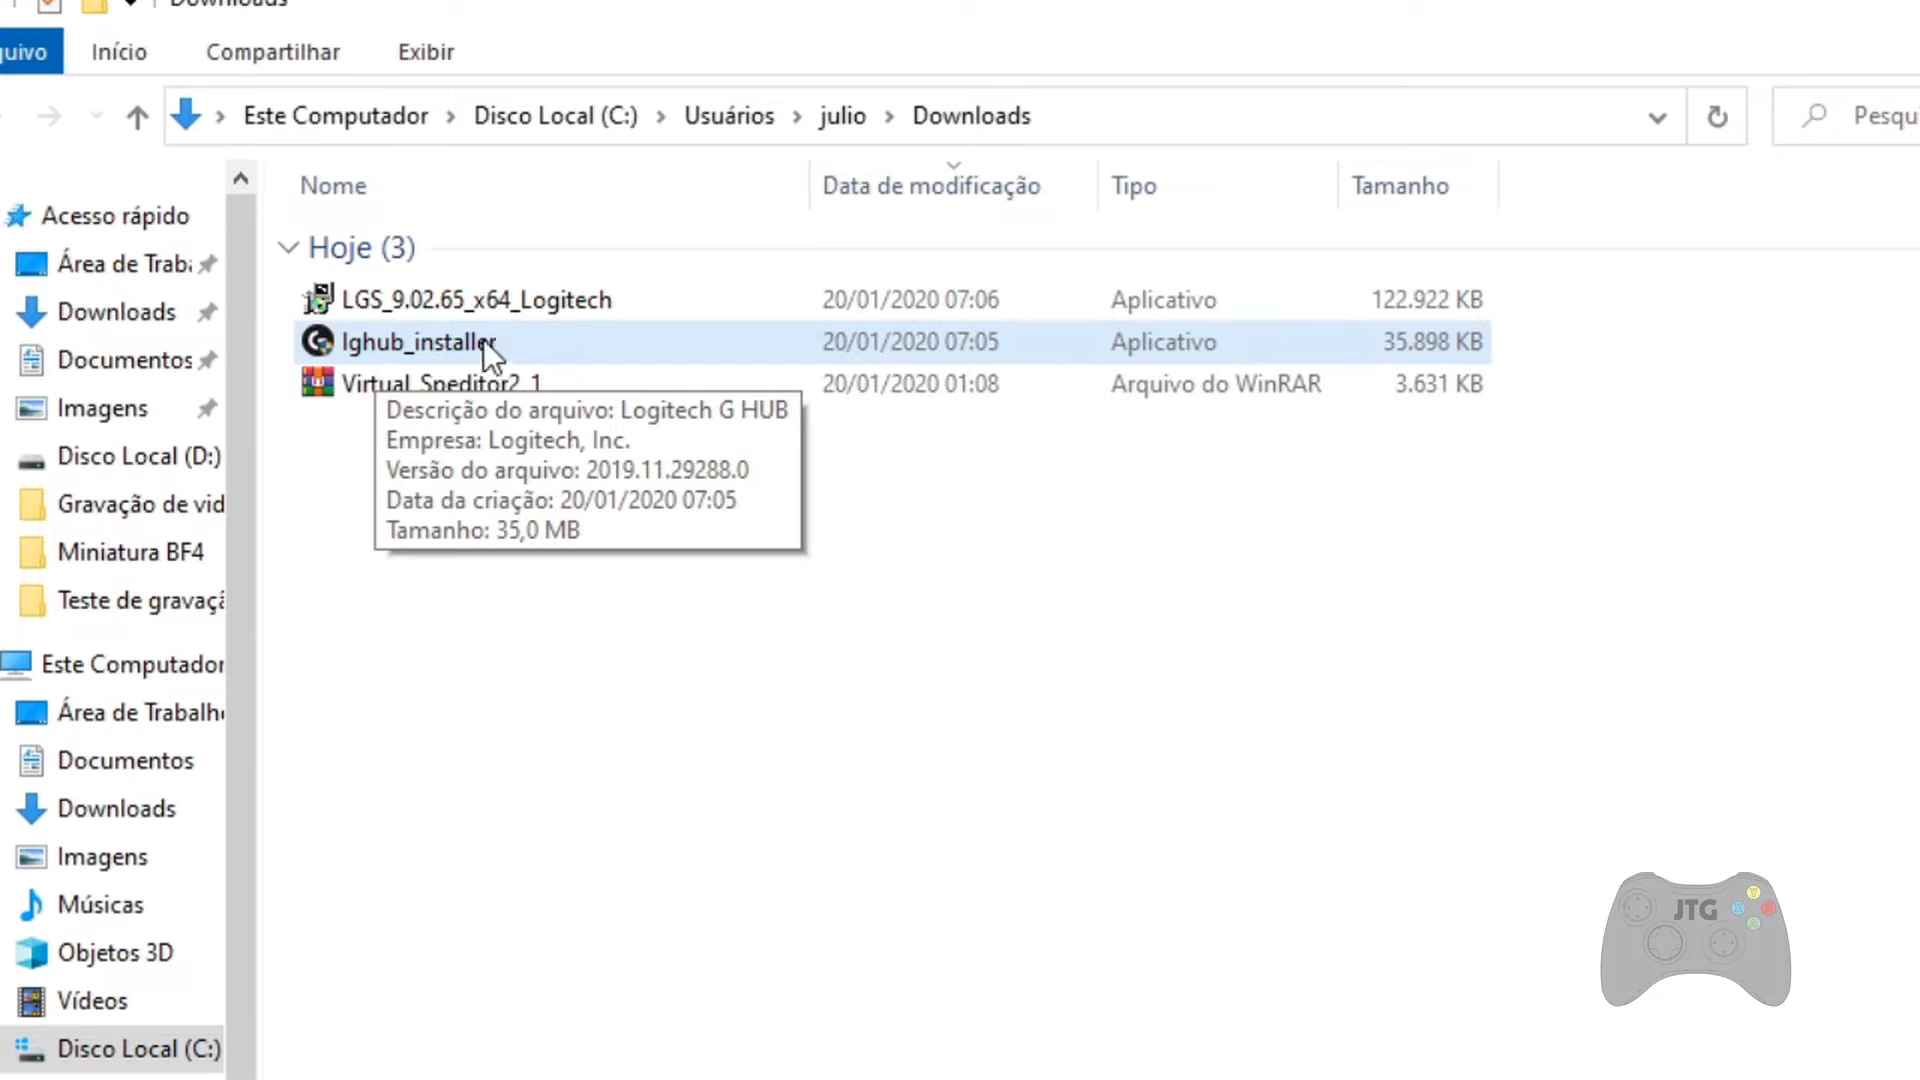 Downloads
quivo Início Compartilhar Exibir
Este Computador > Disco Local (C:) > Usuários > julio > Downloads
Pesqu
Nome Data de modificação Tipo Tamanho
Hoje (3)
LGS_9.02.65_x64_Logitech 20/01/2020 07:06 Aplicativo 122.922 KB
lghub_installer 20/01/2020 07:05 Aplicativo 35.898 KB
Virtual_Speditor2_1 20/01/2020 01:08 Arquivo do WinRAR 3.631 KB
Descrição do arquivo: Logitech G HUB
Empresa: Logitech, Inc.
Versão do arquivo: 2019.11.29288.0
Data da criação: 20/01/2020 07:05
Tamanho: 35,0 MB
Acesso rápido
Área de Traba
Downloads
Documentos
Imagens
Disco Local (D:)
Gravação de vid
Miniatura BF4
Teste de gravaçã
Este Computador
Área de Trabalho
Documentos
Downloads
Imagens
Músicas
Objetos 3D
Vídeos
Disco Local (C:)
JTG
Y
X
B
A